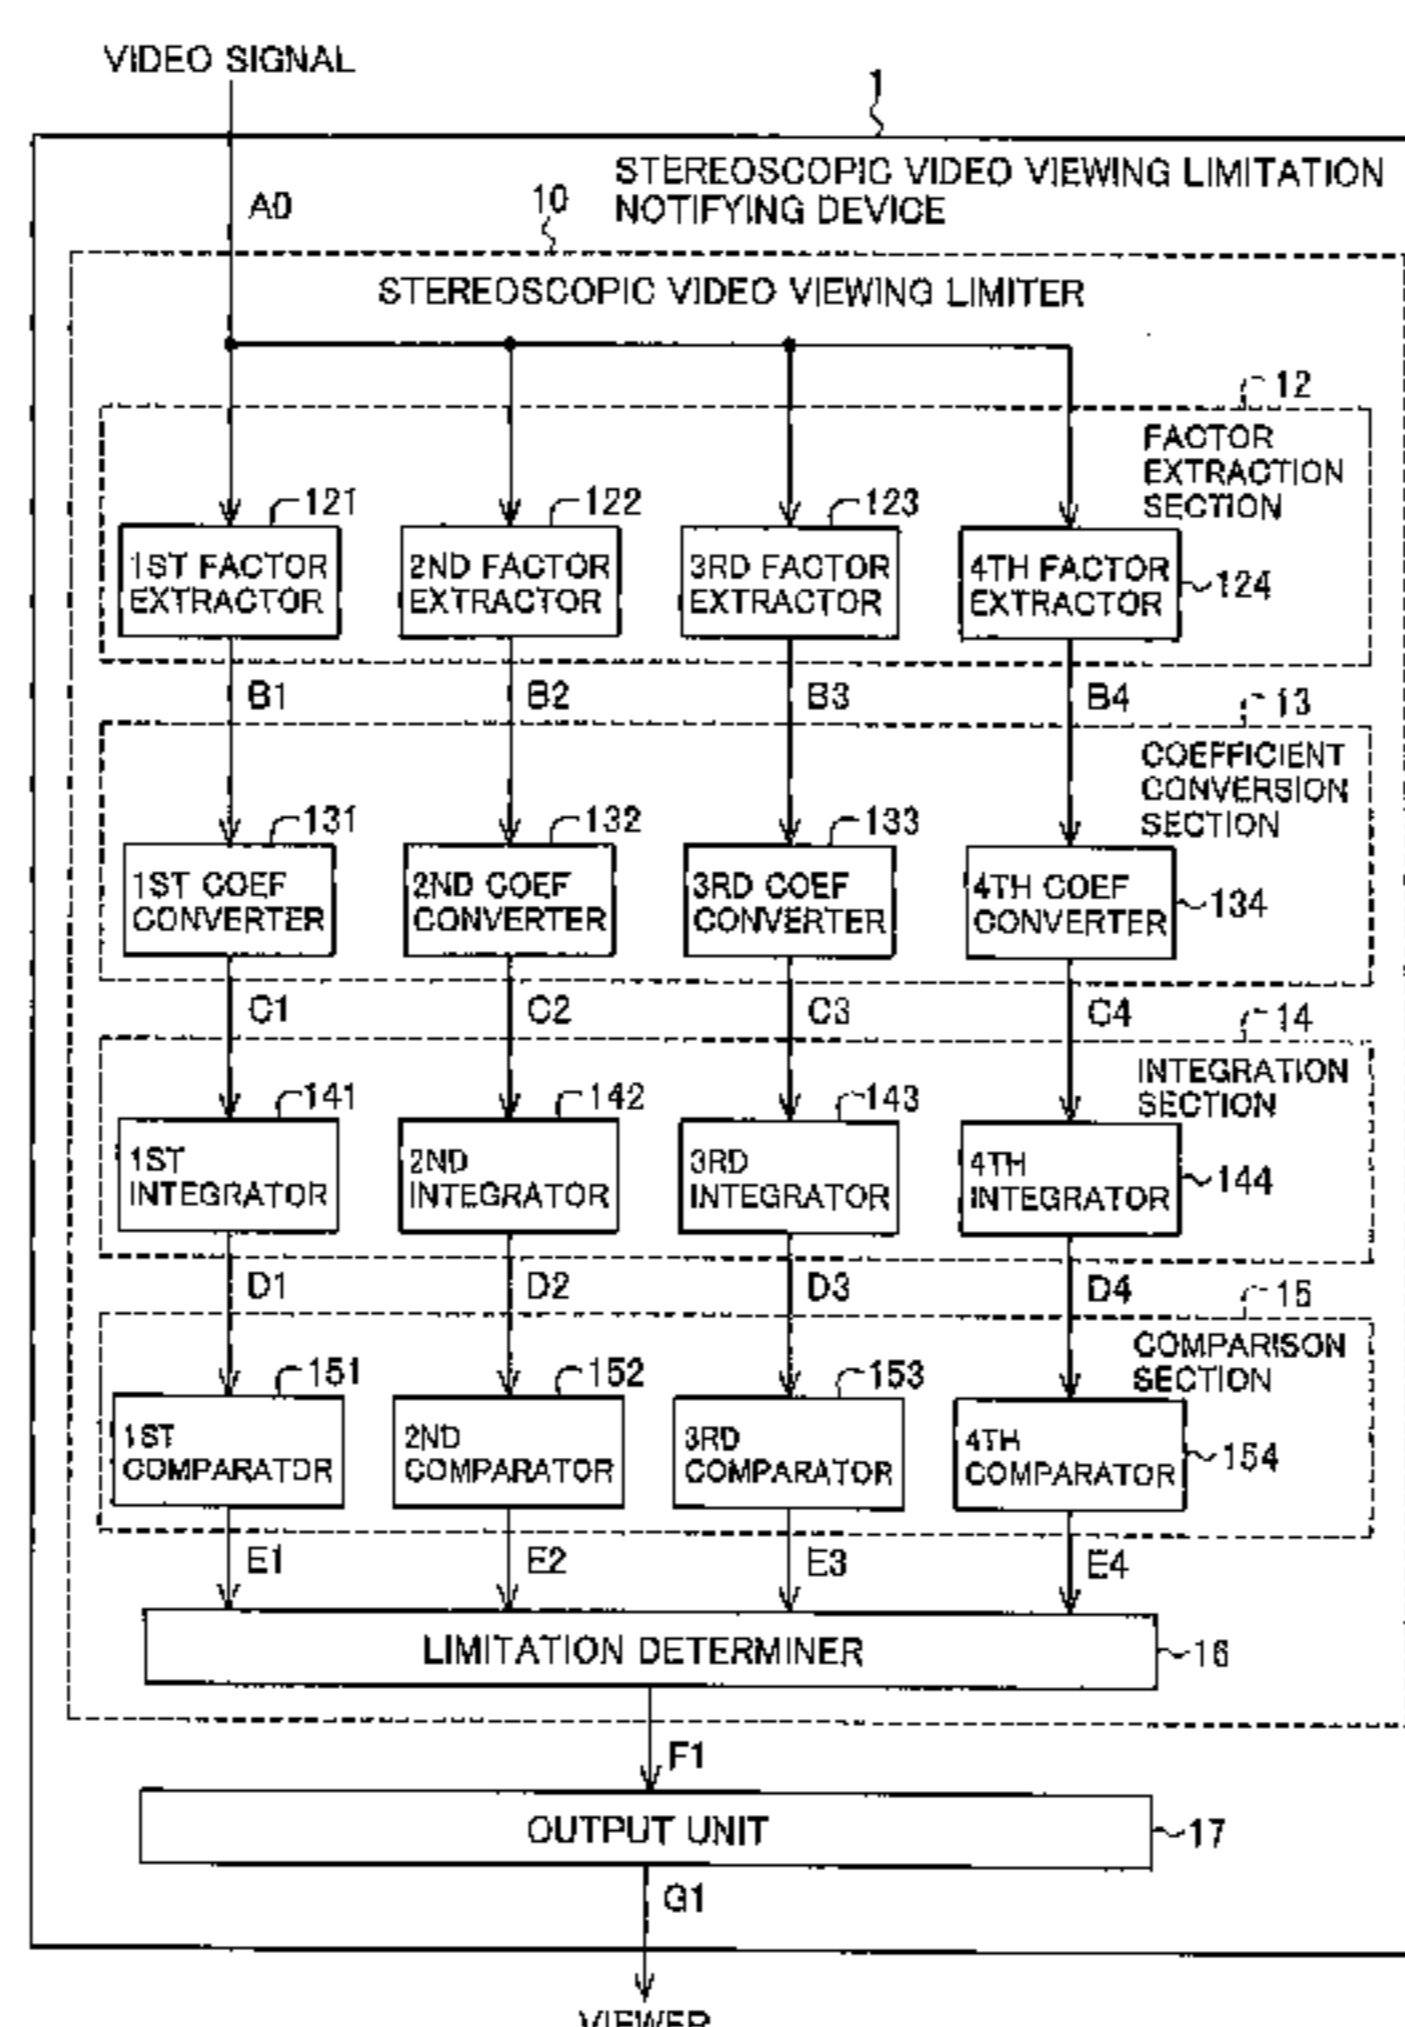 VIDEO SIGNAL
1
STEREOSCOPIC VIDEO VIEWING LIMITATION
NOTIFYING DEVICE
A0
10
STEREOSCOPIC VIDEO VIEWING LIMITER
12
FACTOR
EXTRACTION
SECTION
121
122
123
1ST FACTOR
EXTRACTOR
2ND FACTOR
EXTRACTOR
3RD FACTOR
EXTRACTOR
4TH FACTOR
EXTRACTOR
124
B1
B2
B3
B4
13
COEFFICIENT
CONVERSION
SECTION
131
132
133
1ST COEF
CONVERTER
2ND COEF
CONVERTER
3RD COEF
CONVERTER
4TH COEF
CONVERTER
134
C1
C2
C3
C4
14
INTEGRATION
SECTION
141
142
143
1ST
INTEGRATOR
2ND
INTEGRATOR
3RD
INTEGRATOR
4TH
INTEGRATOR
144
D1
D2
D3
D4
15
COMPARISON
SECTION
151
152
153
1ST
COMPARATOR
2ND
COMPARATOR
3RD
COMPARATOR
4TH
COMPARATOR
154
E1
E2
E3
E4
LIMITATION DETERMINER
16
F1
OUTPUT UNIT
17
G1
VIEWER